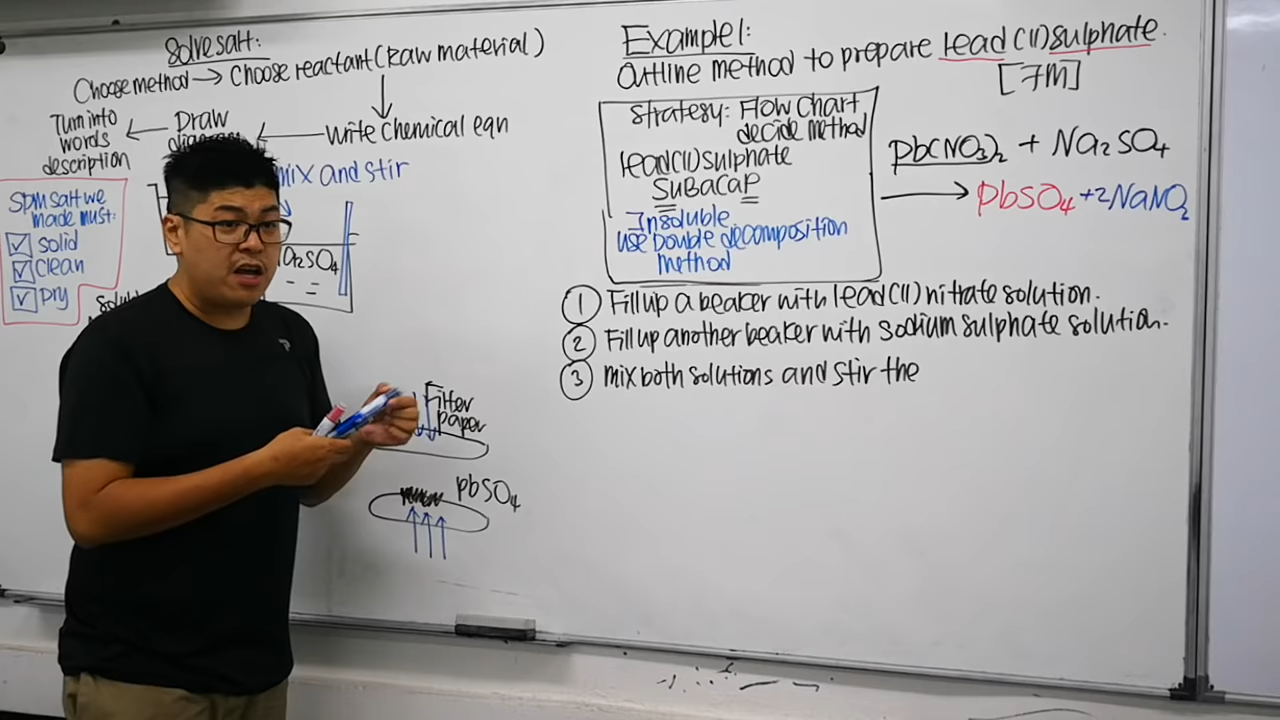 Solve salt:
Choose method → Choose reactant (Raw material)
Write Chemical eqn
Draw
Turn into
words
description
SPM salt we
made must:
solid
clean
Dry
mix and stir
Filter
paper
PbSO4
Example 1:
Outline method to prepare Lead (II) sulphate.
[7M]
Strategy: Flow Chart
decide method
Lead(II) sulphate
SUBACaP
Insoluble
Use Double decomposition
method
Pb(NO3)2 + Na2SO4
→ PbSO4 + 2NaNO2
1 Fill up a beaker with lead(II) nitrate solution.
2 Fill up another beaker with sodium sulphate solution.
3 Mix both solutions and stir the